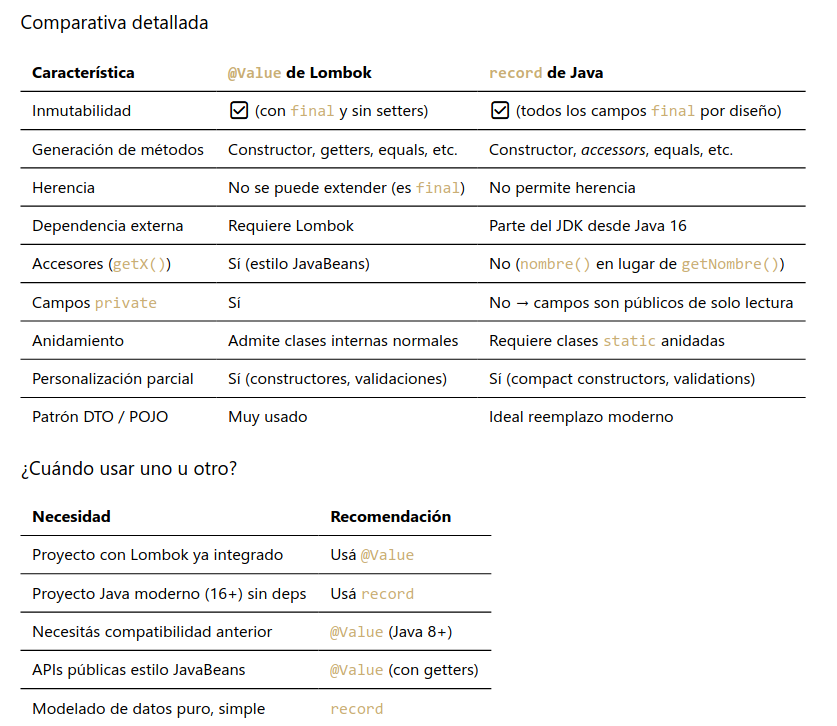 Comparativa detallada
Característica @Value de Lombok record de Java
Inmutabilidad ☑ (con final y sin setters) ☑ (todos los campos final por diseño)
Generación de métodos Constructor, getters, equals, etc. Constructor, accessors, equals, etc.
Herencia No se puede extender (es final) No permite herencia
Dependencia externa Requiere Lombok Parte del JDK desde Java 16
Accesores (getX()) Sí (estilo JavaBeans) No (nombre() en lugar de getNombre())
Campos private Sí No → campos son públicos de solo lectura
Anidamiento Admite clases internas normales Requiere clases static anidadas
Personalización parcial Sí (constructores, validaciones) Sí (compact constructors, validations)
Patrón DTO / POJO Muy usado Ideal reemplazo moderno
¿Cuándo usar uno u otro?
Necesidad Recomendación
Proyecto con Lombok ya integrado Usá @Value
Proyecto Java moderno (16+) sin deps Usá record
Necesitás compatibilidad anterior @Value (Java 8+)
APIs públicas estilo JavaBeans @Value (con getters)
Modelado de datos puro, simple record